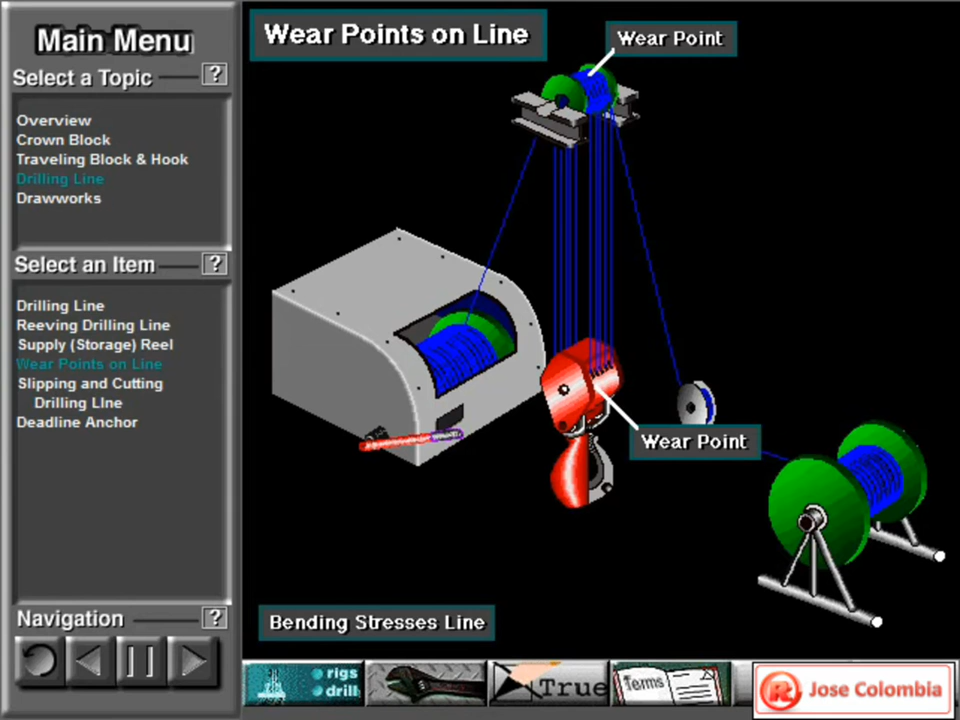 Main Menu
Select a Topic ?
Overview
Crown Block
Traveling Block & Hook
Drilling Line
Drawworks
Select an Item ?
Drilling Line
Reeving Drilling Line
Supply (Storage) Reel
Wear Points on Line
Slipping and Cutting
Drilling LIne
Deadline Anchor
Navigation ?
Wear Points on Line
Wear Point
Wear Point
Bending Stresses Line
rigs
drill
True
Terms
R Jose Colombia